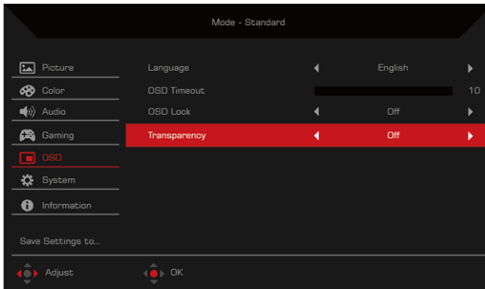 Mode - Standard
Picture
Language English
Color
OSD Timeout 10
Audio
OSD Lock Off
Gaming
Transparency Off
OSD
System
Information
Save Settings to...
Adjust OK